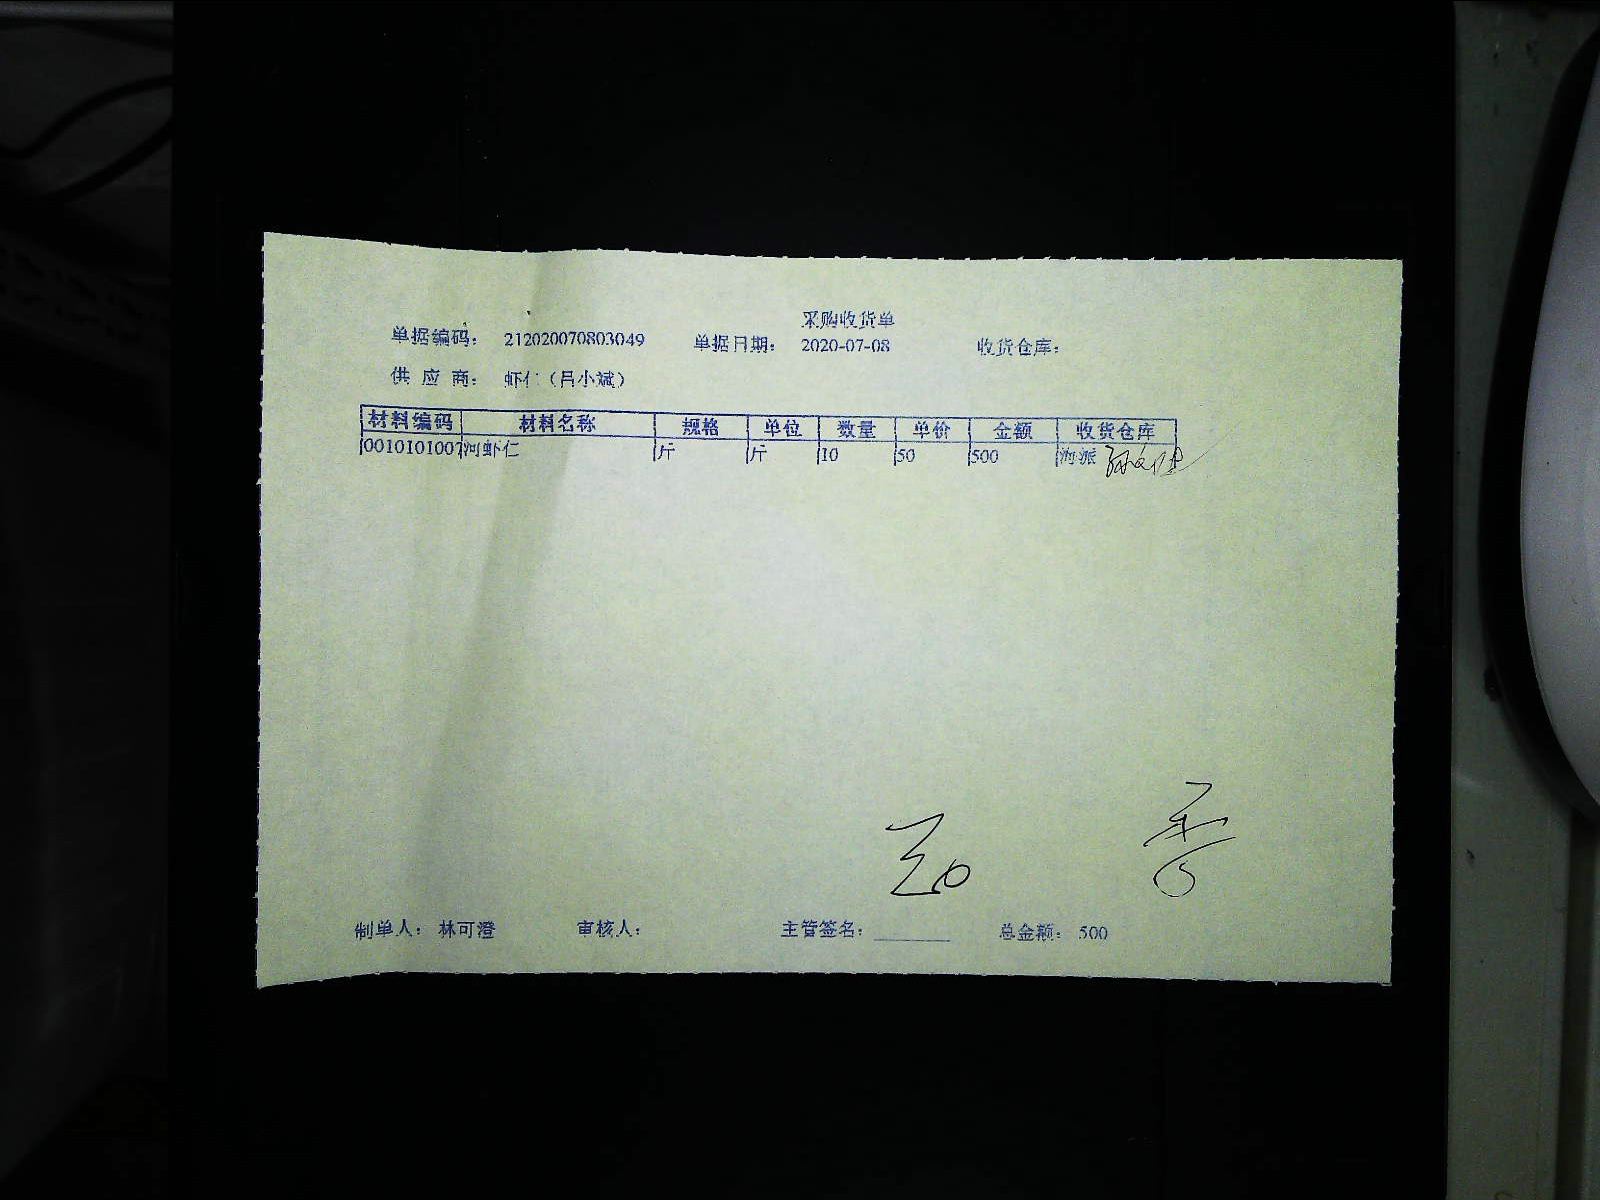 采购收货单
单据编码： 212020070803049 单据日期： 2020-07-08 收货仓库：
供 应 商： 虾仁（吕小斌）
材料编码 材料名称 规格 单位 数量 单价 金额 收货仓库
0010101007 河虾仁 斤 斤 10 50 500 海派
制单人： 林可澄 审核人： 主管签名： 总金额： 500